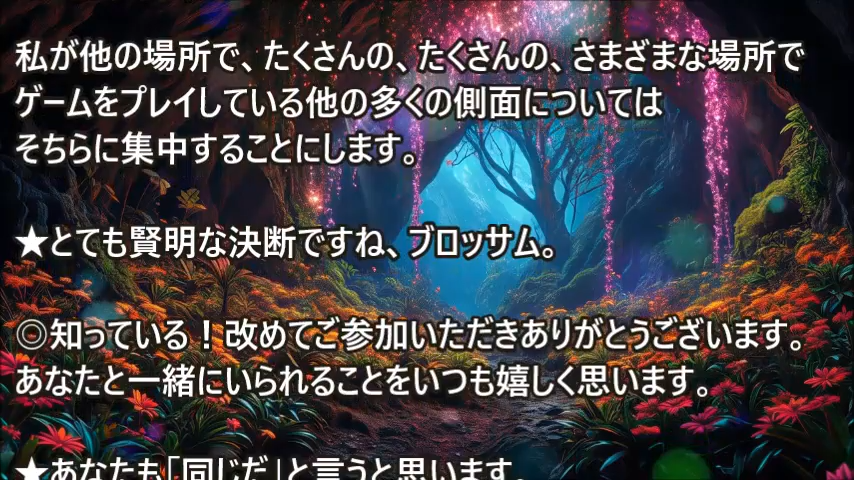 私が他の場所で、たくさんの、たくさんの、さまざまな場所で
ゲームをプレイしている他の多くの側面については
そちらに集中することにします。
★とても賢明な決断ですね、ブロッサム。
◎知っている！改めてご参加いただきありがとうございます。
あなたと一緒にいられることをいつも嬉しく思います。
★あなたも「同じだ」と言うと思います。